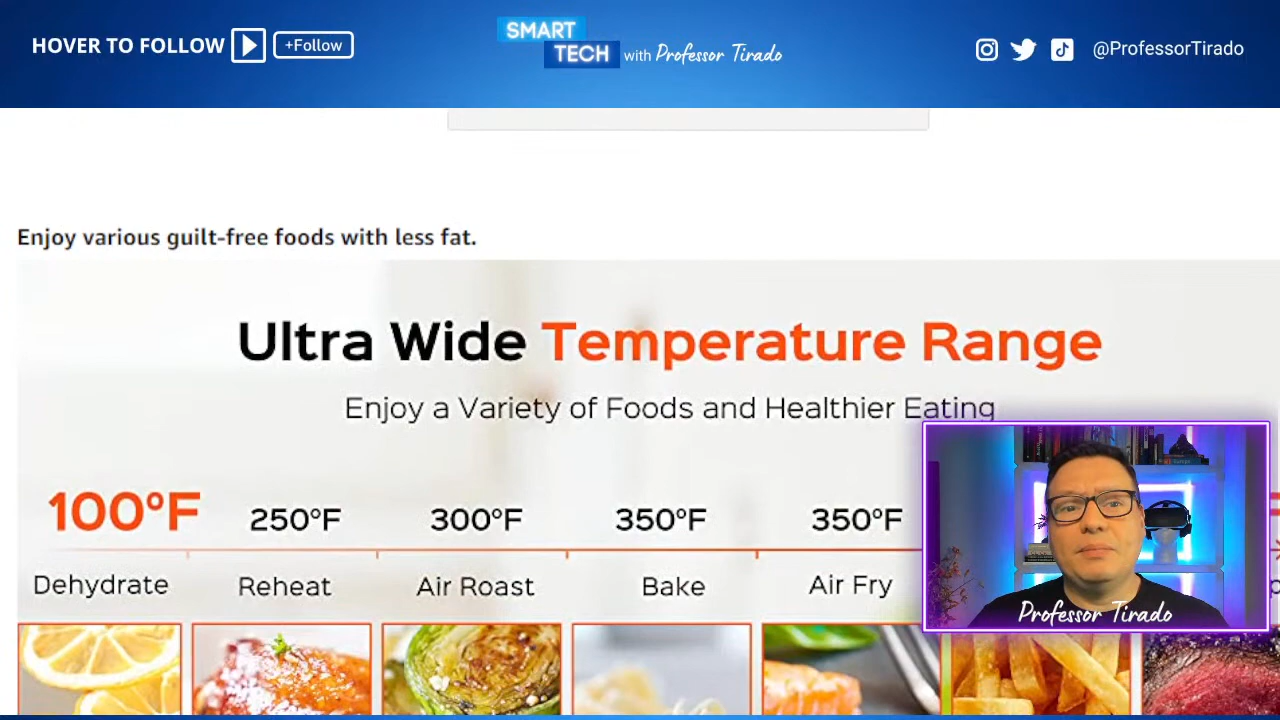 HOVER TO FOLLOW
+Follow
SMART
TECH with Professor Tirado
@ProfessorTirado
Enjoy various guilt-free foods with less fat.
Ultra Wide Temperature Range
Enjoy a Variety of Foods and Healthier Eating
100°F 250°F 300°F 350°F 350°F
Dehydrate Reheat Air Roast Bake Air Fry
Professor Tirado